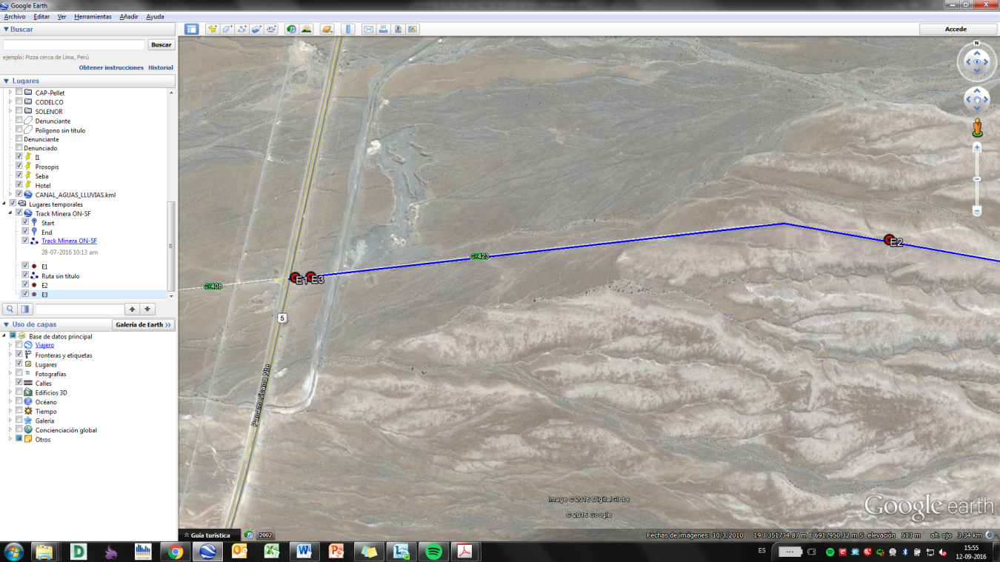 Google Earth
Archivo Editar Ver Herramientas Añadir Ayuda
Buscar
Accede
Buscar
ejemplo: Pizza cerca de Lima, Perú
Obtener instrucciones Historial
Lugares
CAP-Pellet
CODELCO
SOLENOR
Denunciante
Polígono sin título
Denunciante
Denunciado
I1
Prosopis
Seba
Hotel
CANAL_AGUAS_LLUVIAS.kml
Lugares temporales
Track Minera ON-SF
Start
End
Track Minera ON-SF
28-07-2016 10:13 am
E1
Ruta sin título
E2
E3
Uso de capas
Galería de Earth >>
Base de datos principal
Viajero
Fronteras y etiquetas
Lugares
Fotografías
Calles
Edificios 3D
Océano
Tiempo
Galería
Concienciación global
Otros
N
E2
C-423
E1 E3
C-408
5
Panamericana Nte
Image © 2016 DigitalGlobe
© 2016 Google
Google earth
Guía turística
2002
Fechas de imágenes: 10/3/2010 19 J 351734.87 m E 6917950.32 m S elevación 513 m alt. ojo 3.34 km
ES
15:55
12-09-2016